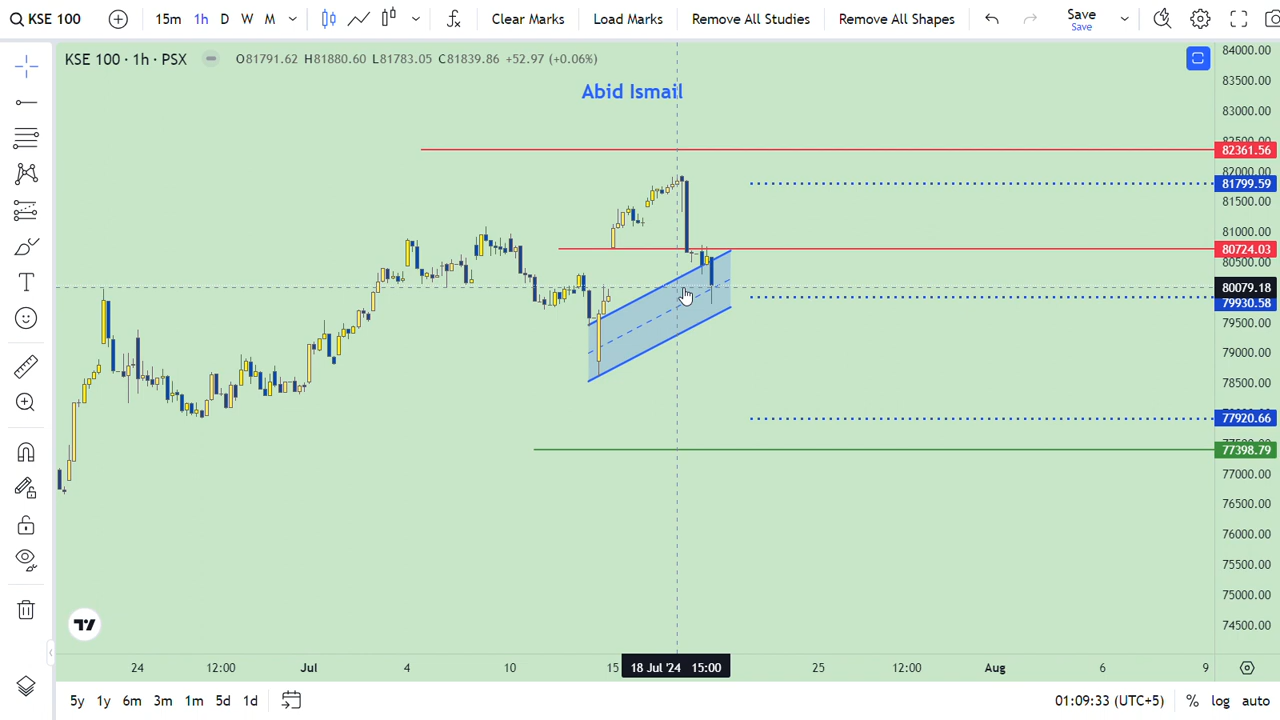 KSE 100
15m 1h D W M
Clear Marks Load Marks Remove All Studies Remove All Shapes
Save
Save
KSE 100 · 1h · PSX
O81791.62 H81880.60 L81783.05 C81839.86 +52.97 (+0.06%)
Abid Ismail
84000.00
83500.00
83000.00
82361.56
82000.00
81799.59
81500.00
81000.00
80724.03
80500.00
80079.18
79930.58
79500.00
79000.00
78500.00
77920.66
77398.79
77000.00
76500.00
76000.00
75500.00
75000.00
74500.00
24 12:00 Jul 4 10 15 18 Jul '24 15:00 25 12:00 Aug 6 9
5y 1y 6m 3m 1m 5d 1d
01:09:33 (UTC+5) % log auto